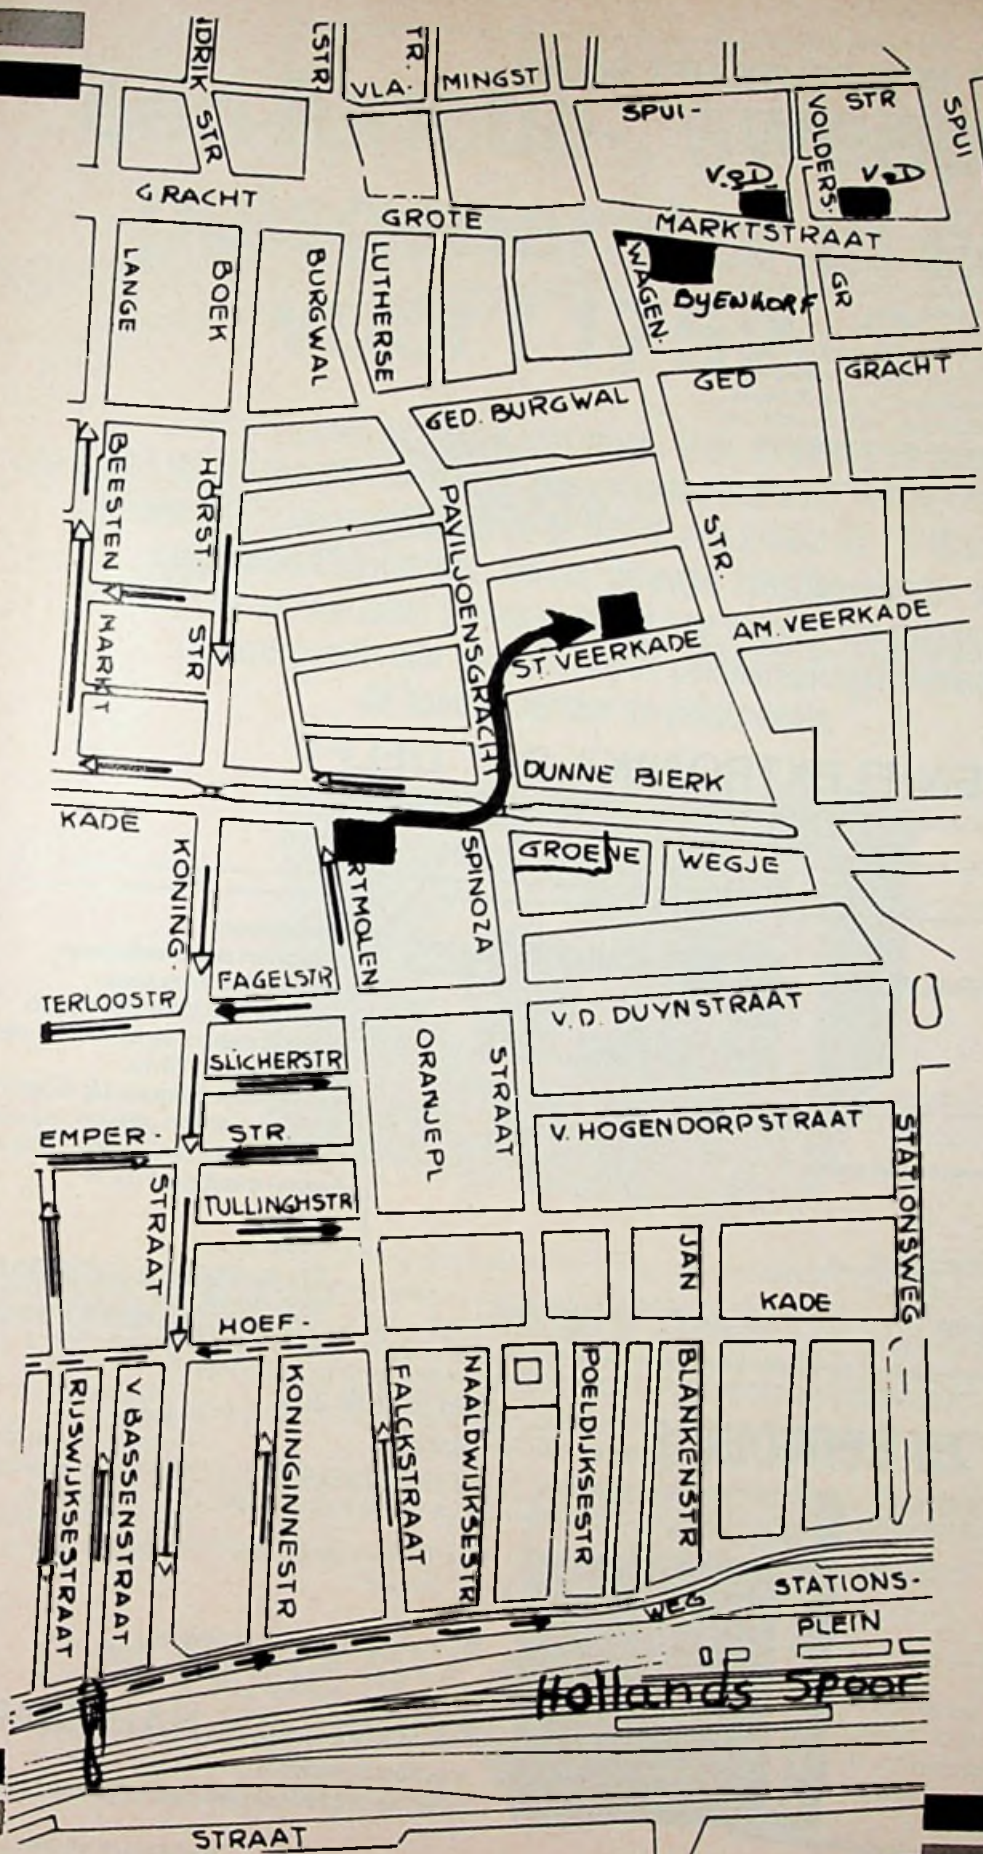 NDRIK STR
LSTR.
TR.
VLA-
MINGST
SPUI-
STR
VOLDERS.
SPUI
V.&D.
V&D
GRACHT
GROTE
MARKTSTRAAT
LANGE
BOEK
BURGWAL
LUTHERSE
WAGEN.
BYENKORF
GR
GED. BURGWAL
GED
GRACHT
BEESTEN
HORST.
PAVILJOENSGRACHT
STR.
MARKT
STR
ST. VEERKADE
AM. VEERKADE
DUNNE BIERK
KADE
KONING.
RTMOLEN
SPINOZA
GROENE
WEGJE
TERLOOSTR
FAGELSTR
V.D. DUYNSTRAAT
SLICHERSTR
ORANJEPL
STRAAT
EMPER-
STR.
V. HOGENDORPSTRAAT
STRAAT
TULLINGHSTR
STATIONSWEG
JAN
KADE
HOEF-
RIJSWIJKSESTRAAT
V BASSENSTRAAT
KONINGINNESTR
FALCKSTRAAT
NAALDWIJKSESTR
POELDIJKSESTR
BLANKENSTR
STATIONS-
WEG
PLEIN
Hollands Spoor
STRAAT